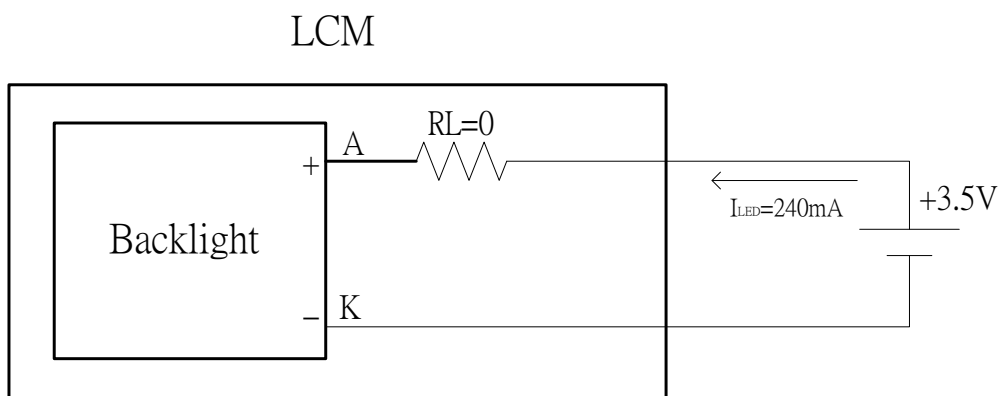 LCM
RL=0
A
+
+3.5V
ILED=240mA
Backlight
K
−